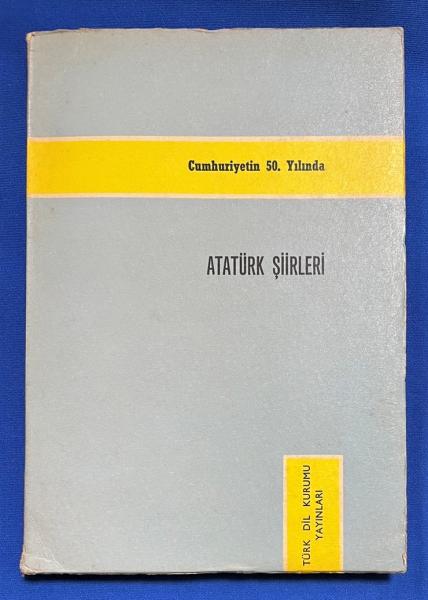 Cumhuriyetin 50. Yılında
ATATÜRK ŞİİRLERİ
TÜRK DİL KURUMU
YAYINLARI